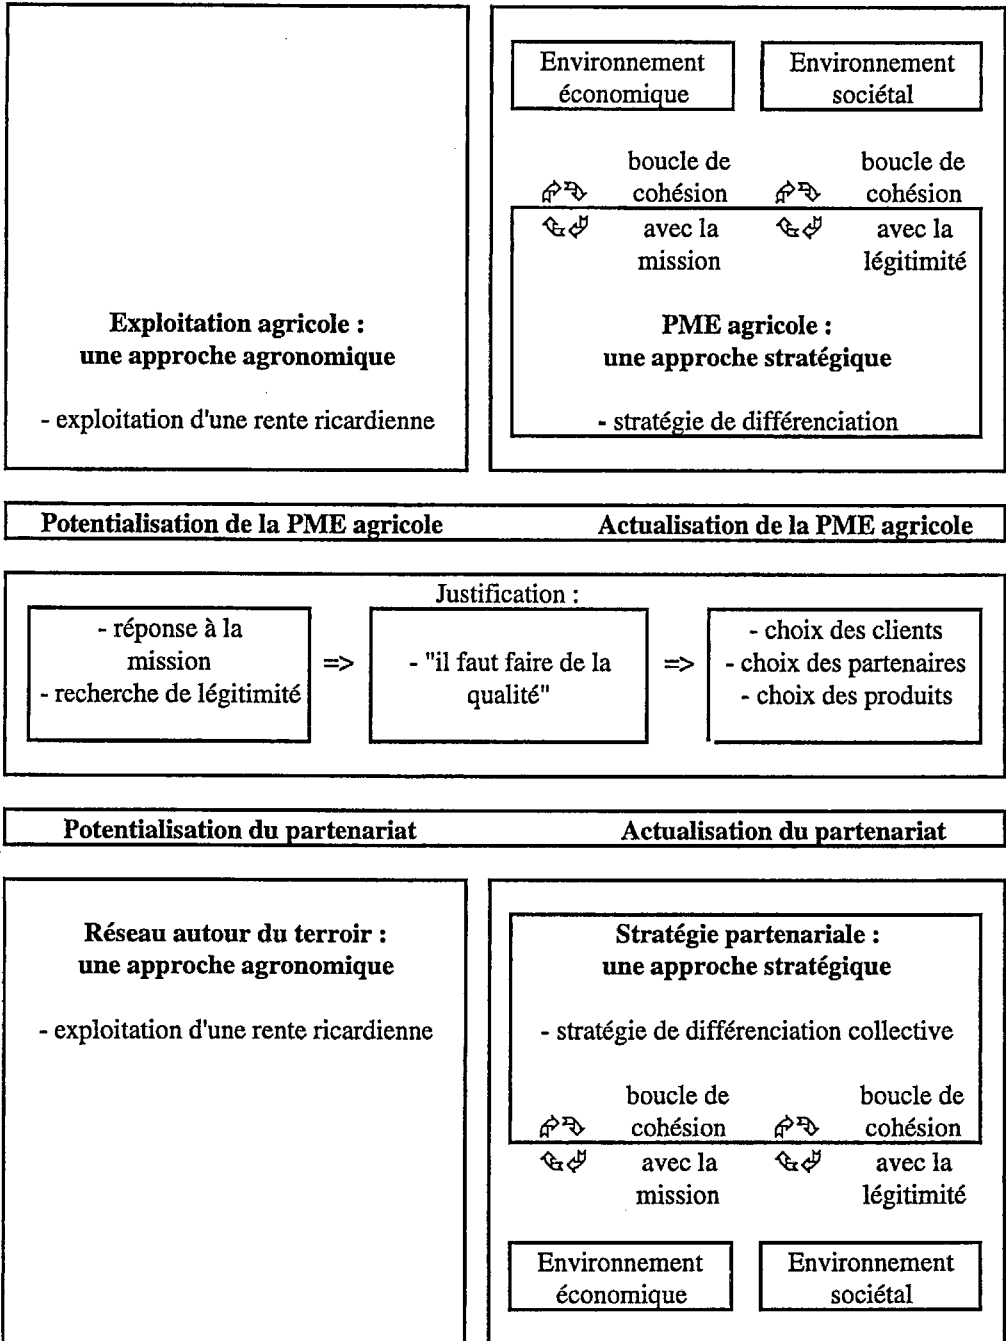 Exploitation agricole :
une approche agronomique
- exploitation d'une rente ricardienne
Environnement
économique
Environnement
sociétal
boucle de
cohésion
avec la
mission
boucle de
cohésion
avec la
légitimité
PME agricole :
une approche stratégique
- stratégie de différenciation
Potentialisation de la PME agricole
Actualisation de la PME agricole
Justification :
- réponse à la
mission
- recherche de légitimité
=>
- "il faut faire de la
qualité"
=>
- choix des clients
- choix des partenaires
- choix des produits
Potentialisation du partenariat
Actualisation du partenariat
Réseau autour du terroir :
une approche agronomique
- exploitation d'une rente ricardienne
Stratégie partenariale :
une approche stratégique
- stratégie de différenciation collective
boucle de
cohésion
avec la
mission
boucle de
cohésion
avec la
légitimité
Environnement
économique
Environnement
sociétal